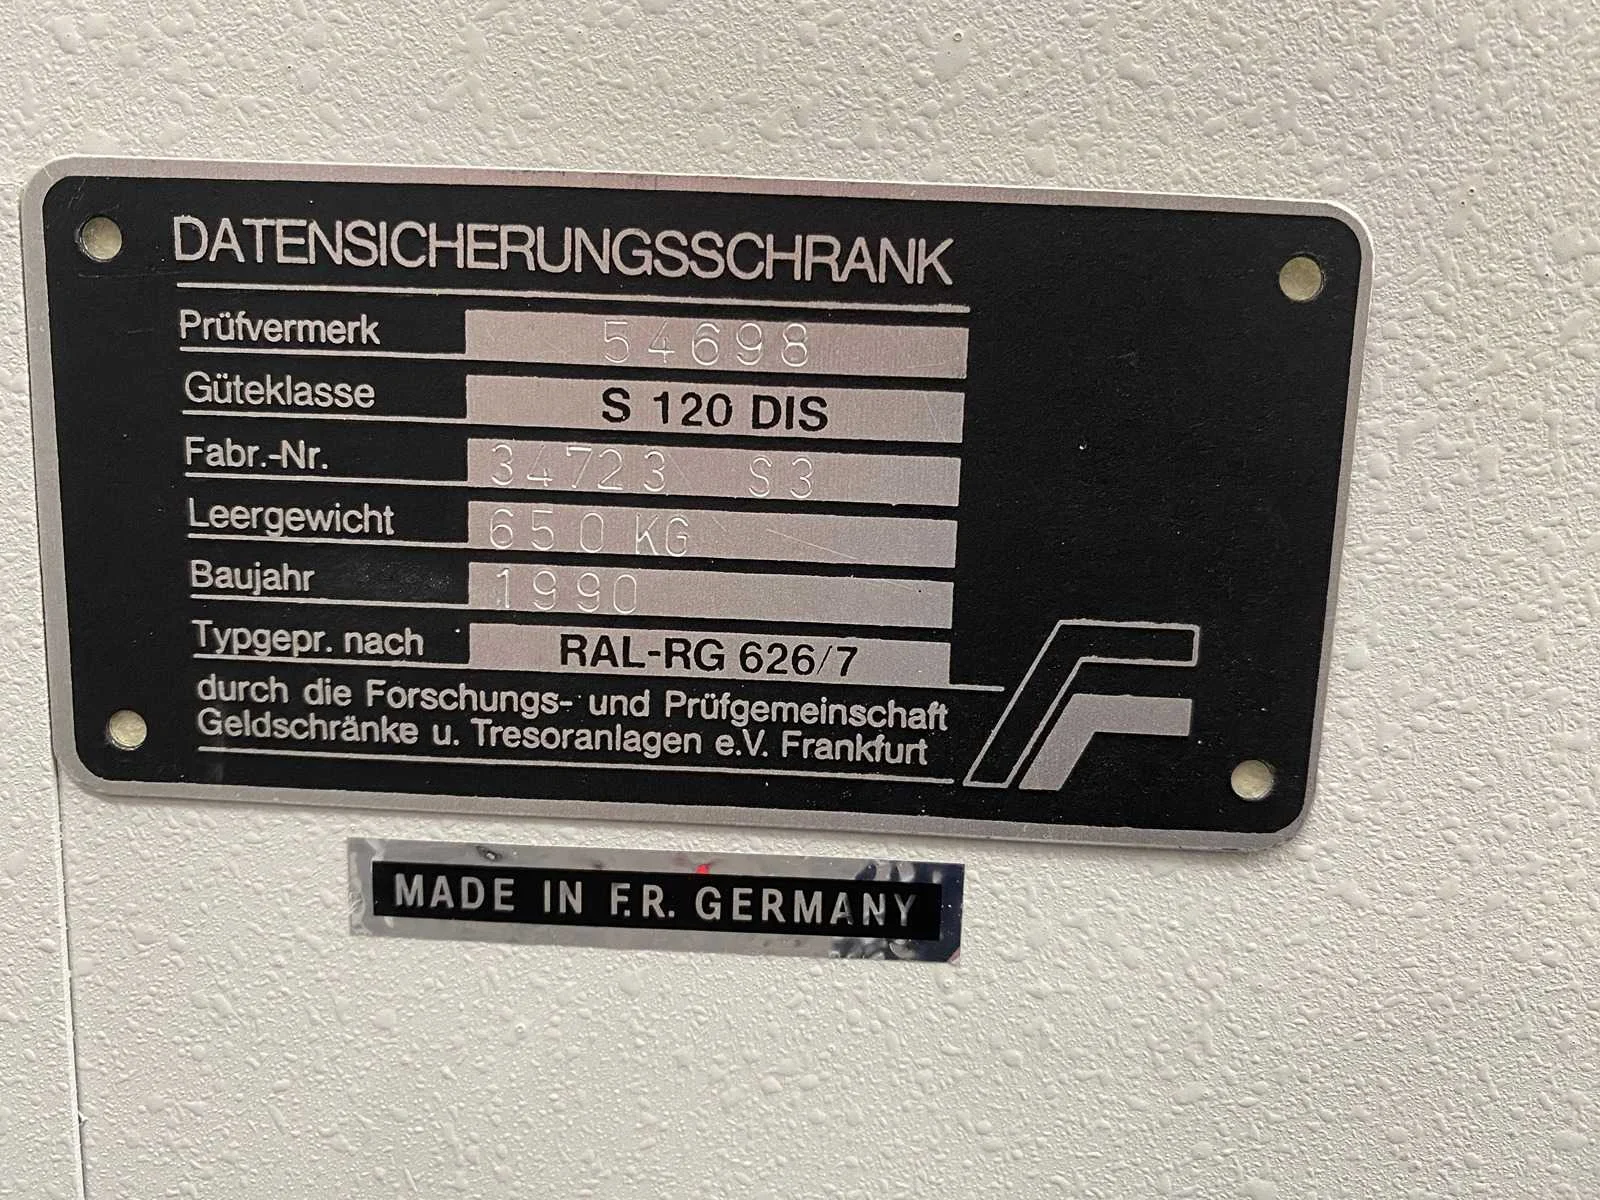 DATENSICHERUNGSSCHRANK
Prüfvermerk 54698
Güteklasse S 120 DIS
Fabr.-Nr. 34723 S3
Leergewicht 650 KG
Baujahr 1990
Typgepr. nach RAL-RG 626/7
durch die Forschungs- und Prüfgemeinschaft
Geldschränke u. Tresoranlagen e.V. Frankfurt
MADE IN F.R. GERMANY